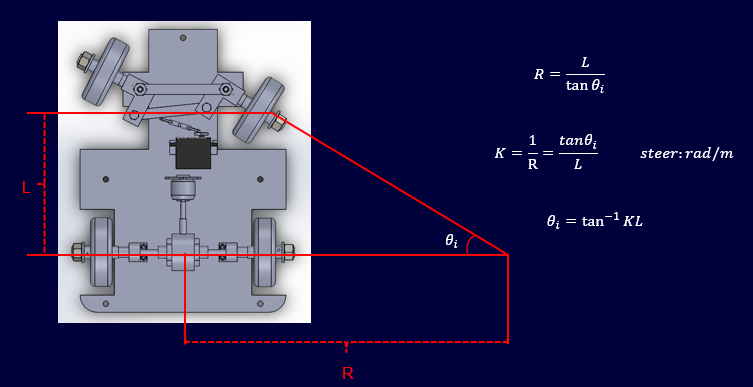 R = L / tan θᵢ
K = 1/R = tanθᵢ / L    steer: rad/m
θᵢ = tan⁻¹ KL
L
θᵢ
R